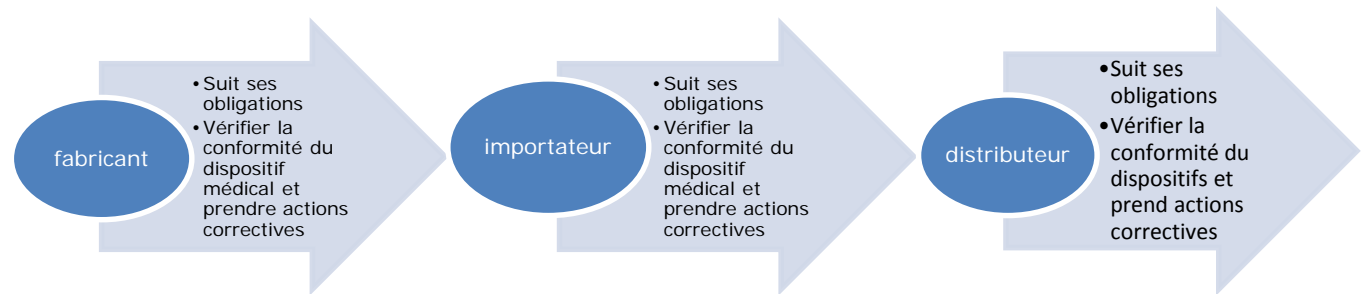 fabricant
• Suit ses
obligations
• Vérifier la
conformité du
dispositif
médical et
prendre actions
correctives
importateur
• Suit ses
obligations
• Vérifier la
conformité du
dispositif
médical et
prendre actions
correctives
distributeur
•Suit ses
obligations
•Vérifier la
conformité du
dispositifs et
prend actions
correctives